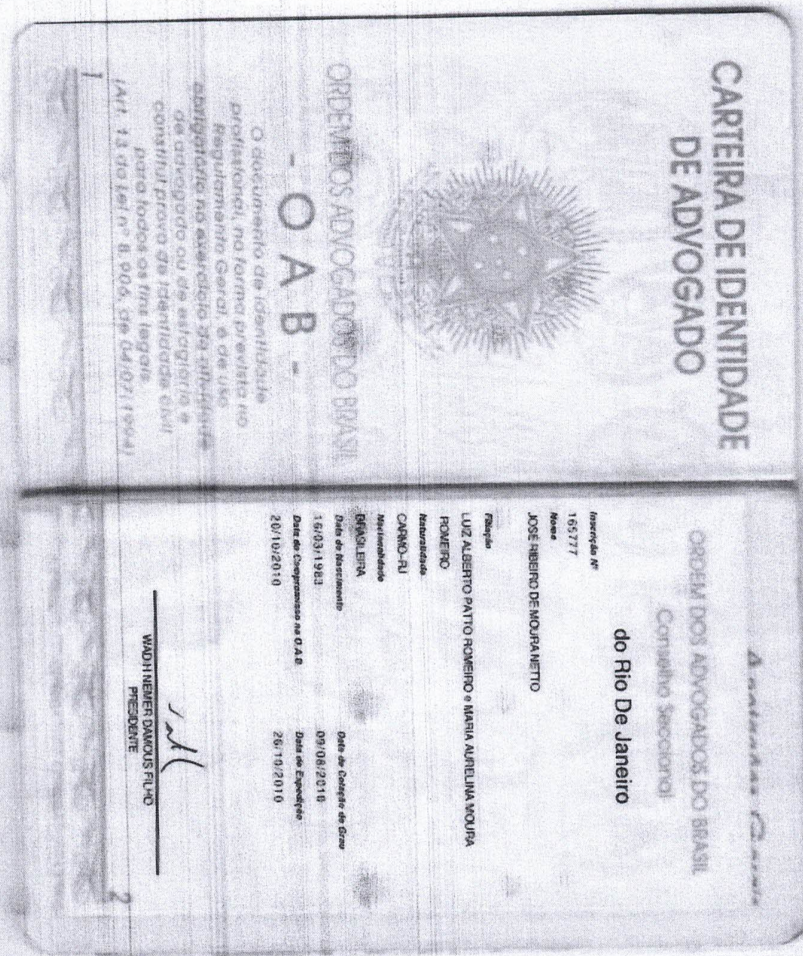 CARTEIRA DE IDENTIDADE
DE ADVOGADO
ORDEM DOS ADVOGADOS DO BRASIL
- O A B -
O documento de identidade
profissional, na forma prevista no
Regulamento Geral, é de uso
obrigatório no exercício da atividade
de advogado ou de estagiário e
constitui prova de identidade civil
para todos os fins legais.
(Art. 13 da Lei nº 8.906, de 04/07/1994)
1
ORDEM DOS ADVOGADOS DO BRASIL
Conselho Seccional
do Rio De Janeiro
Inscrição Nº
165777
Nome
JOSÉ RIBEIRO DE MOURA NETTO
Filiação
LUIZ ALBERTO PATTO ROMEIRO e MARIA AURELINA MOURA
ROMEIRO
Naturalidade
CARMO-RJ
Nacionalidade
BRASILEIRA
Data de Nascimento Data de Colação de Grau
16/03/1983 09/08/2010
Data do Compromisso na O.A.B. Data de Expedição
20/10/2010 26/10/2010
WADIH NEMER DAMOUS FILHO
PRESIDENTE
2